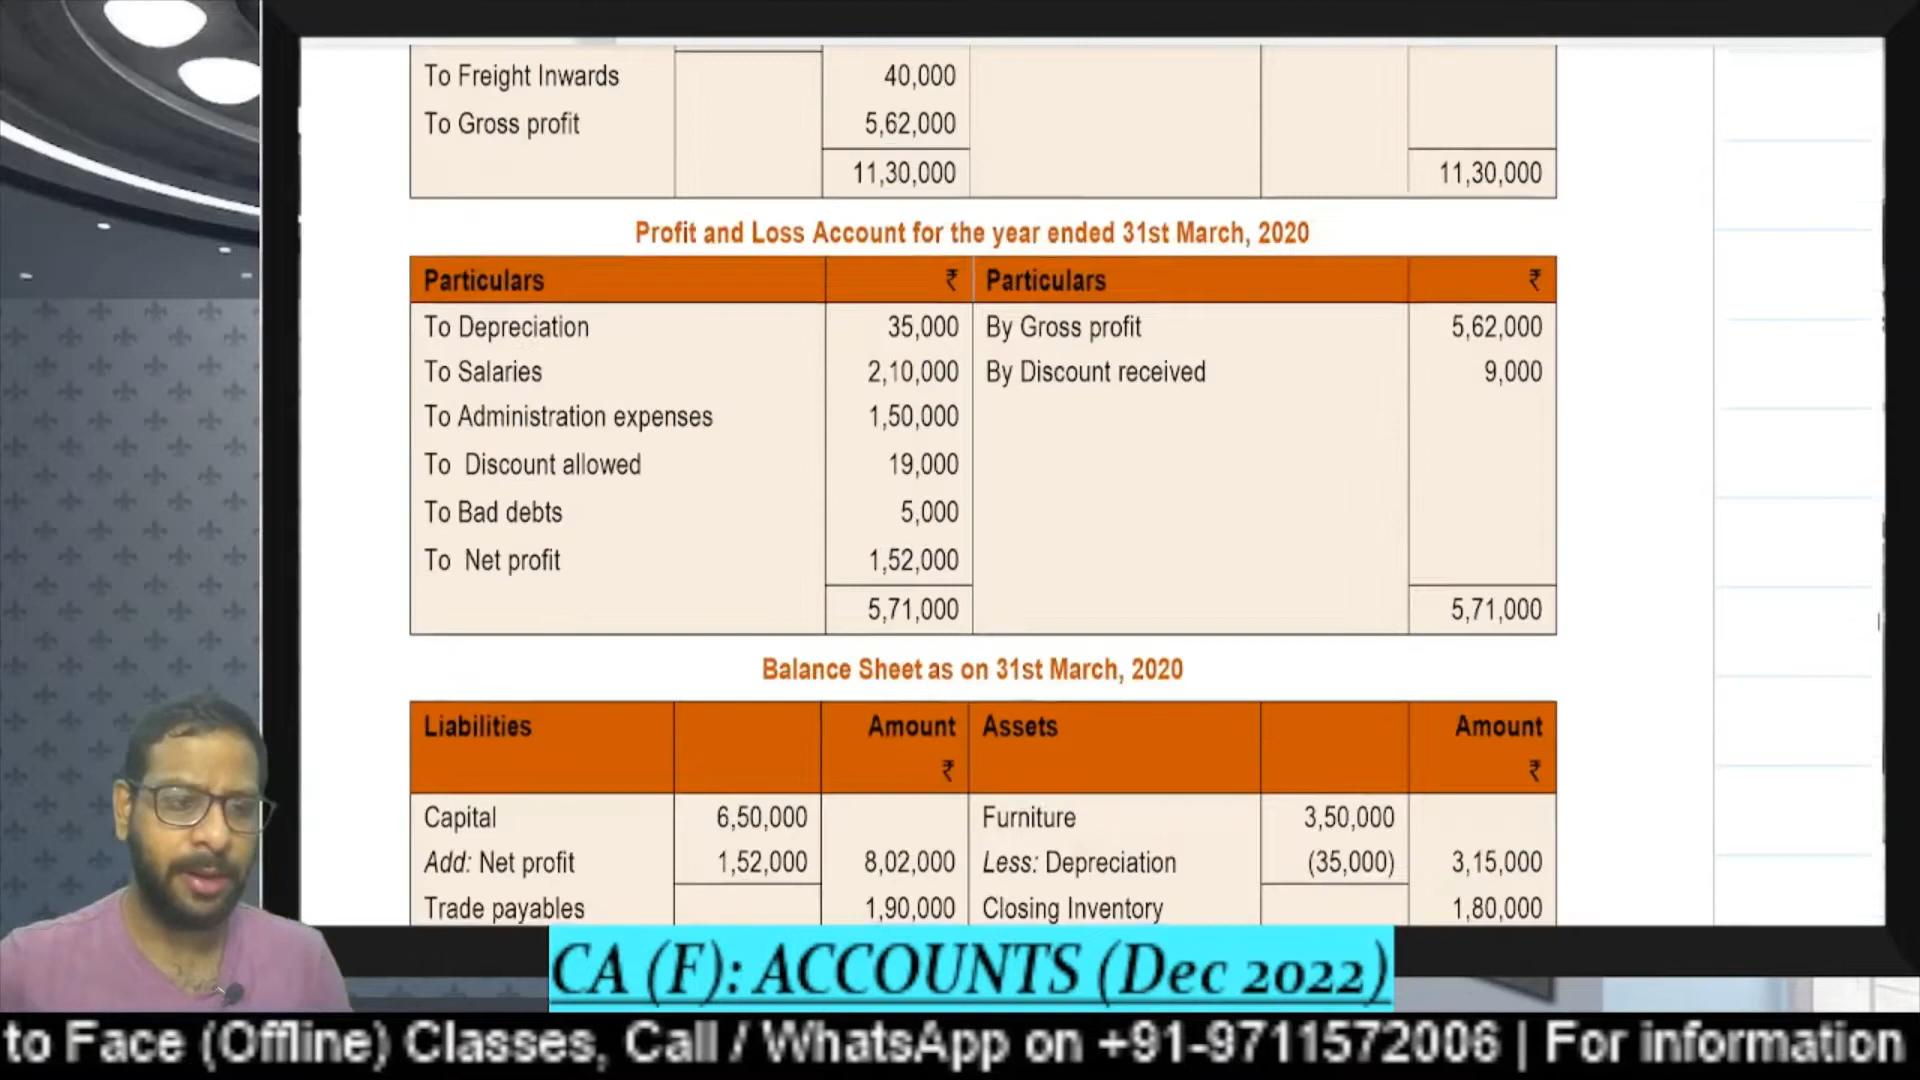 To Freight Inwards 40,000
To Gross profit 5,62,000
11,30,000 11,30,000
Profit and Loss Account for the year ended 31st March, 2020
Particulars ₹ Particulars ₹
To Depreciation 35,000 By Gross profit 5,62,000
To Salaries 2,10,000 By Discount received 9,000
To Administration expenses 1,50,000
To Discount allowed 19,000
To Bad debts 5,000
To Net profit 1,52,000
5,71,000 5,71,000
Balance Sheet as on 31st March, 2020
Liabilities Amount Assets Amount
₹ ₹
Capital 6,50,000 Furniture 3,50,000
Add: Net profit 1,52,000 8,02,000 Less: Depreciation (35,000) 3,15,000
Trade payables 1,90,000 Closing Inventory 1,80,000
CA (F): ACCOUNTS (Dec 2022)
to Face (Offline) Classes, Call / WhatsApp on +91-9711572006 | For information